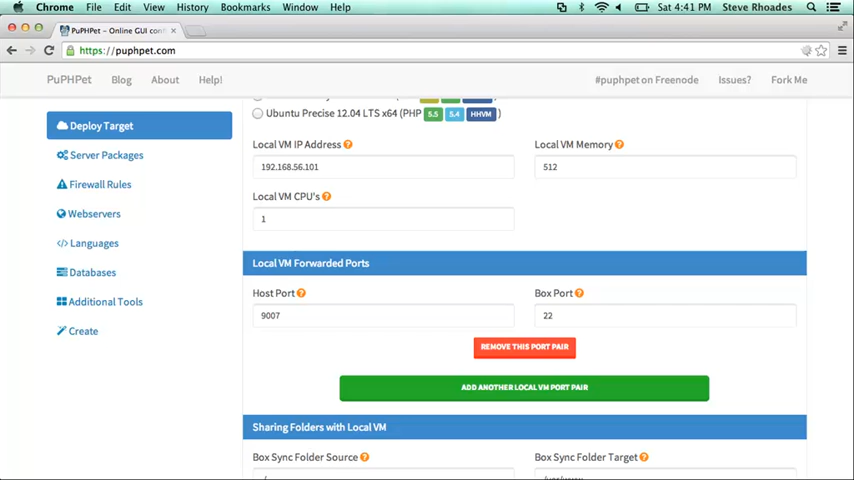 Chrome File Edit View History Bookmarks Window Help Sat 4:41 PM Steve Rhoades
PuPHPet – Online GUI con
https://puphpet.com
PuPHPet Blog About Help! #puphpet on Freenode Issues? Fork Me
Deploy Target
Server Packages
Firewall Rules
Webservers
Languages
Databases
Additional Tools
Create
Ubuntu Precise 12.04 LTS x64 (PHP 5.5 5.4 HHVM )
Local VM IP Address Local VM Memory
192.168.56.101 512
Local VM CPU's
1
Local VM Forwarded Ports
Host Port Box Port
9007 22
REMOVE THIS PORT PAIR
ADD ANOTHER LOCAL VM PORT PAIR
Sharing Folders with Local VM
Box Sync Folder Source Box Sync Folder Target